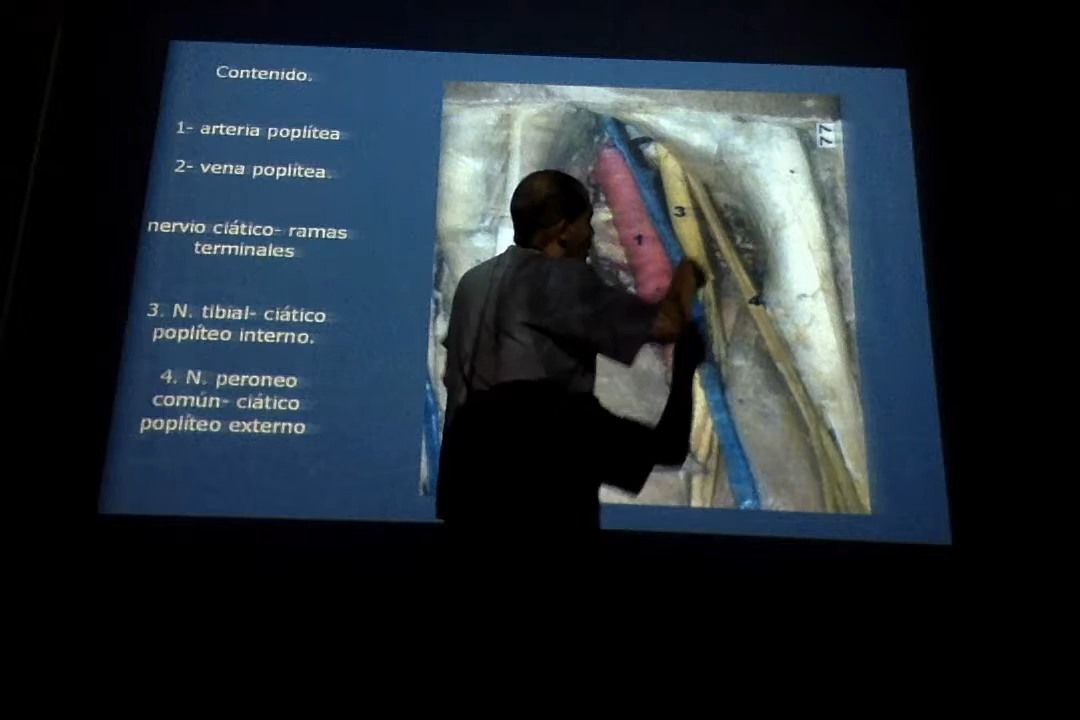 Contenido.
1- arteria poplítea
2- vena poplítea.
nervio ciático- ramas
terminales
3. N. tibial- ciático
poplíteo interno.
4. N. peroneo
común- ciático
poplíteo externo
77
1
3
4